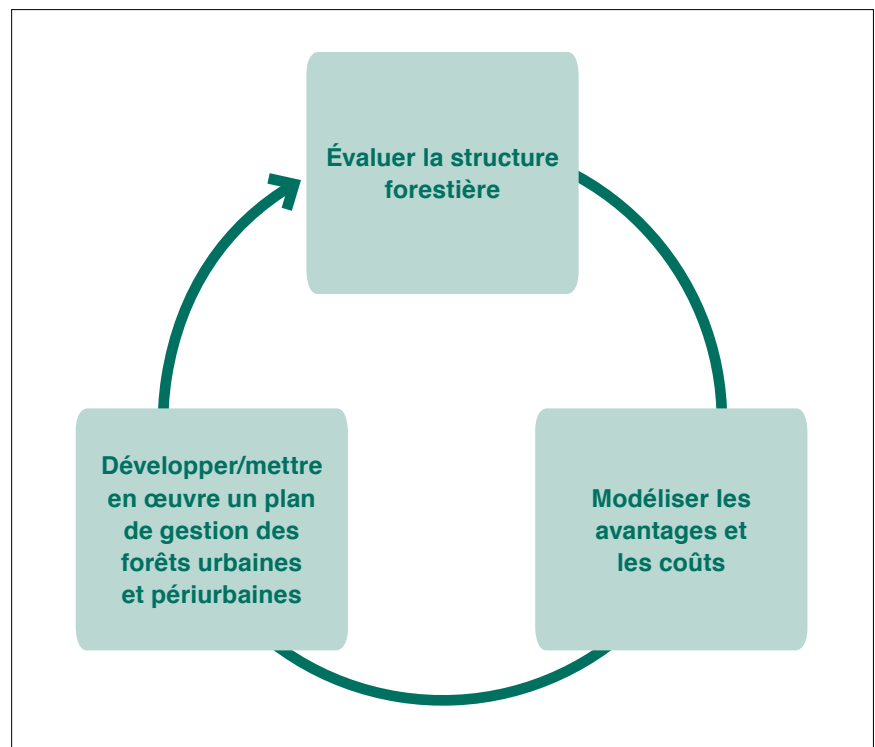 Évaluer la structure
forestière
Modéliser les
avantages et
les coûts
Développer/mettre
en œuvre un plan
de gestion des
forêts urbaines
et périurbaines